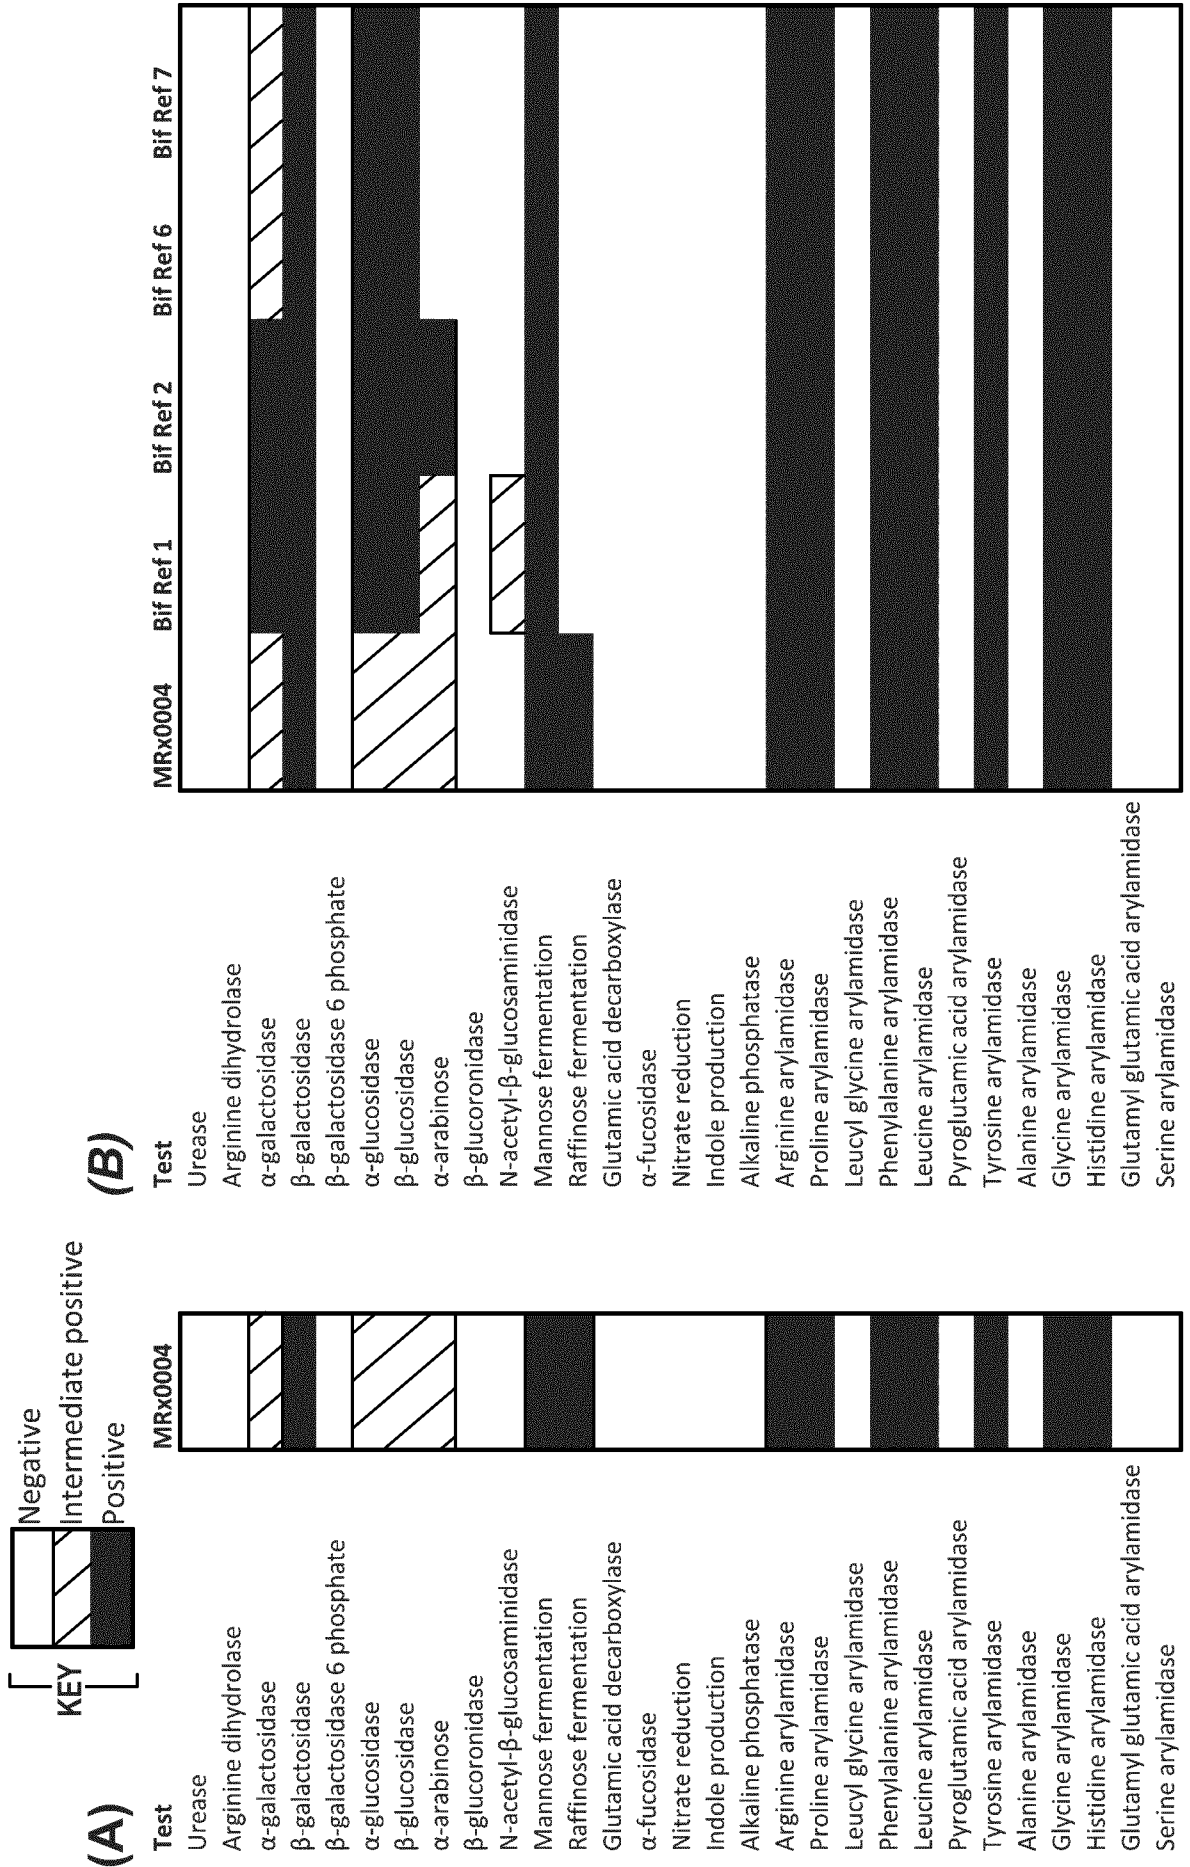 KEY
Negative
Intermediate positive
Positive
(A)
Test
MRx0004
Urease
Arginine dihydrolase
α-galactosidase
β-galactosidase
β-galactosidase 6 phosphate
α-glucosidase
β-glucosidase
α-arabinose
β-glucoronidase
N-acetyl-β-glucosaminidase
Mannose fermentation
Raffinose fermentation
Glutamic acid decarboxylase
α-fucosidase
Nitrate reduction
Indole production
Alkaline phosphatase
Arginine arylamidase
Proline arylamidase
Leucyl glycine arylamidase
Phenylalanine arylamidase
Leucine arylamidase
Pyroglutamic acid arylamidase
Tyrosine arylamidase
Alanine arylamidase
Glycine arylamidase
Histidine arylamidase
Glutamyl glutamic acid arylamidase
Serine arylamidase
(B)
Test
MRx0004 Bif Ref 1 Bif Ref 2 Bif Ref 6 Bif Ref 7
Urease
Arginine dihydrolase
α-galactosidase
β-galactosidase
β-galactosidase 6 phosphate
α-glucosidase
β-glucosidase
α-arabinose
β-glucoronidase
N-acetyl-β-glucosaminidase
Mannose fermentation
Raffinose fermentation
Glutamic acid decarboxylase
α-fucosidase
Nitrate reduction
Indole production
Alkaline phosphatase
Arginine arylamidase
Proline arylamidase
Leucyl glycine arylamidase
Phenylalanine arylamidase
Leucine arylamidase
Pyroglutamic acid arylamidase
Tyrosine arylamidase
Alanine arylamidase
Glycine arylamidase
Histidine arylamidase
Glutamyl glutamic acid arylamidase
Serine arylamidase